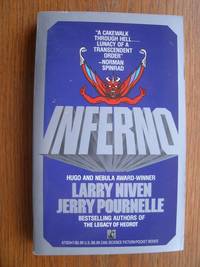 "A CAKEWALK
THROUGH HELL...
LUNACY OF A
TRANSCENDENT
ORDER"
—NORMAN
SPINRAD
INFERNO
HUGO AND NEBULA AWARD-WINNER
LARRY NIVEN
JERRY POURNELLE
BESTSELLING AUTHORS OF
THE LEGACY OF HEOROT